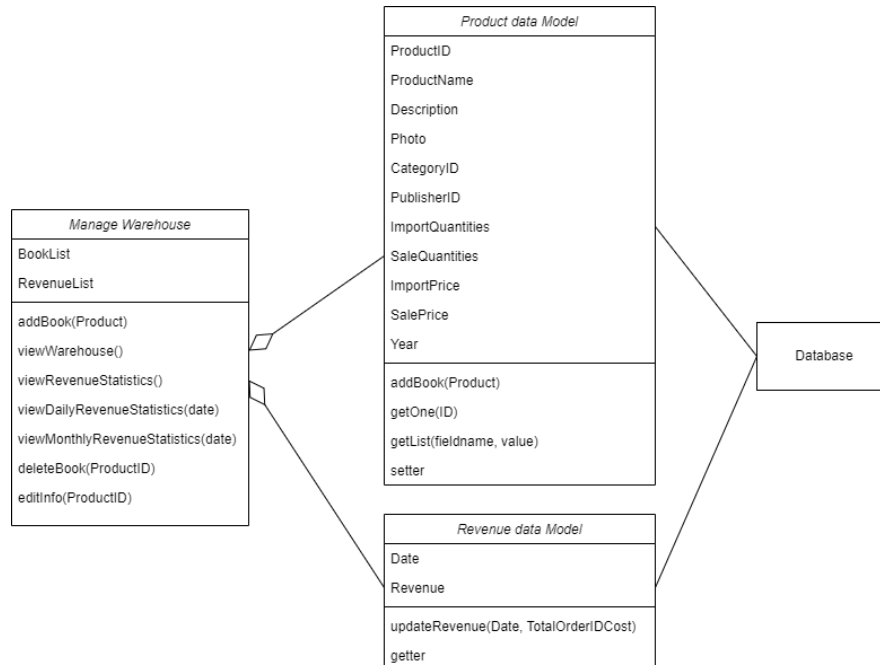 Product data Model
ProductID
ProductName
Description
Photo
CategoryID
PublisherID
ImportQuantities
SaleQuantities
ImportPrice
SalePrice
Year
addBook(Product)
getOne(ID)
getList(fieldname, value)
setter
Manage Warehouse
BookList
RevenueList
addBook(Product)
viewWarehouse()
viewRevenueStatistics()
viewDailyRevenueStatistics(date)
viewMonthlyRevenueStatistics(date)
deleteBook(ProductID)
editInfo(ProductID)
Database
Revenue data Model
Date
Revenue
updateRevenue(Date, TotalOrderIDCost)
getter